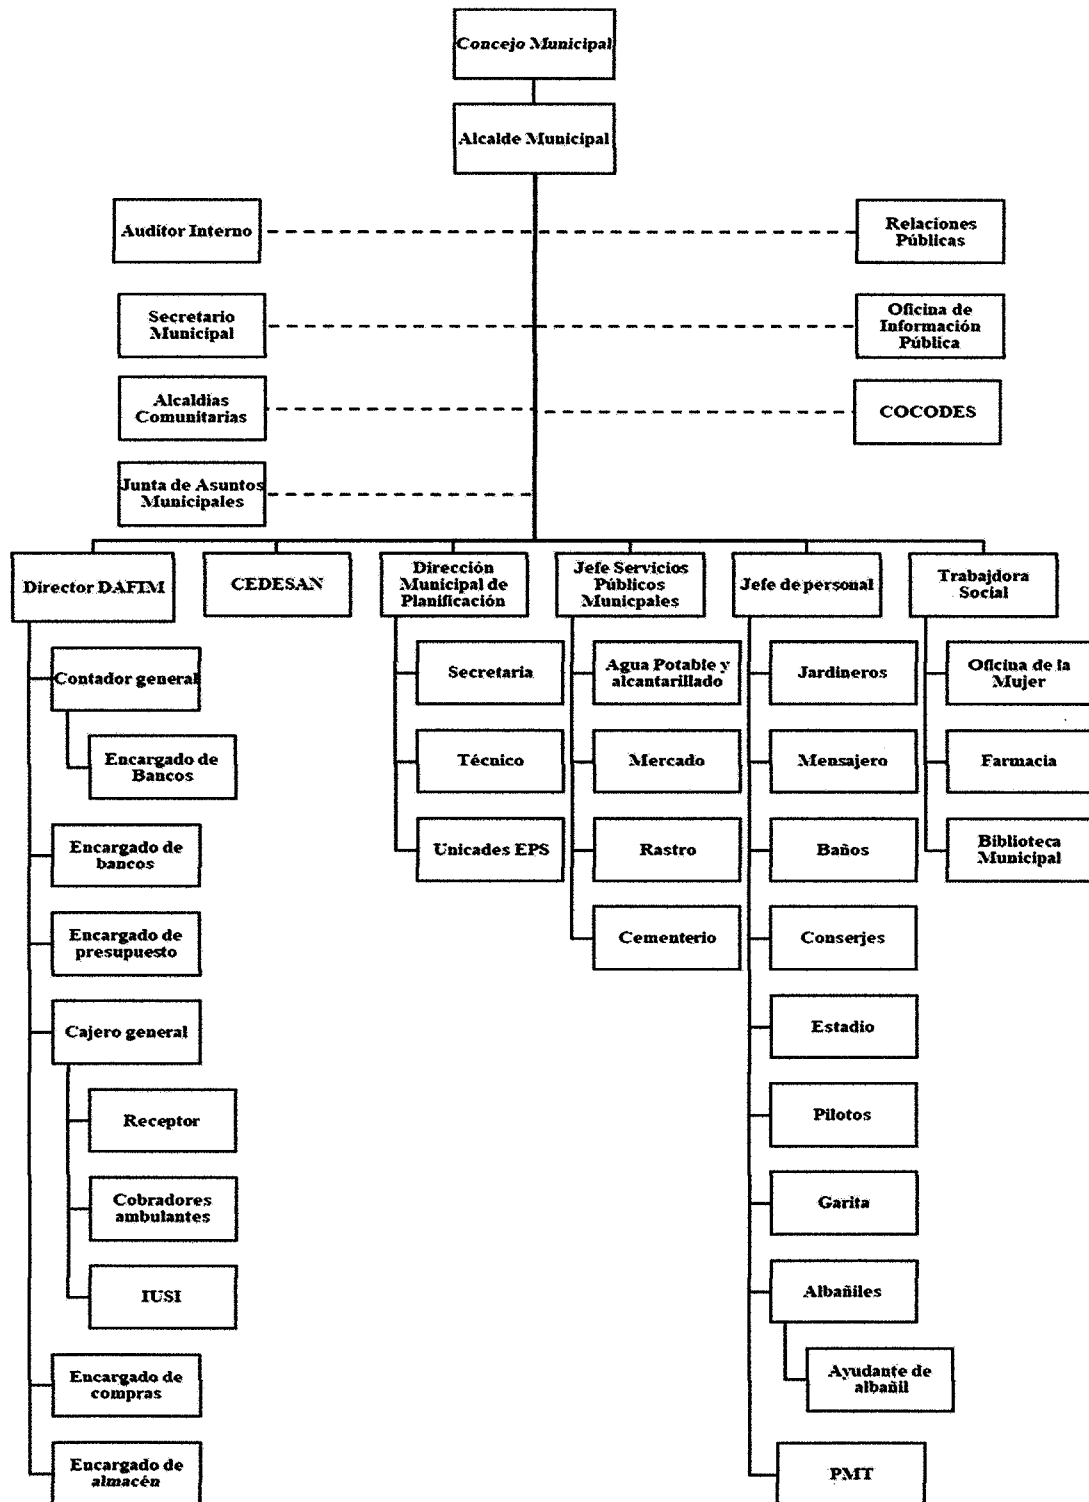 Concejo Municipal
Alcalde Municipal
Auditor Interno
Relaciones
Públicas
Secretario
Municipal
Oficina de
Información
Pública
Alcaldías
Comunitarias
COCODES
Junta de Asuntos
Municipales
Director DAFIM
CEDESAN
Dirección
Municipal de
Planificación
Jefe Servicios
Públicos
Municpales
Jefe de personal
Trabajdora
Social
Contador general
Encargado de
Bancos
Encargado de
bancos
Encargado de
presupuesto
Cajero general
Receptor
Cobradores
ambulantes
IUSI
Encargado de
compras
Encargado de
almacén
Secretaria
Técnico
Unicades EPS
Agua Potable y
alcantarillado
Mercado
Rastro
Cementerio
Jardineros
Mensajero
Baños
Conserjes
Estadio
Pilotos
Garita
Albañiles
Ayudante de
albañil
PMT
Oficina de la
Mujer
Farmacia
Biblioteca
Municipal